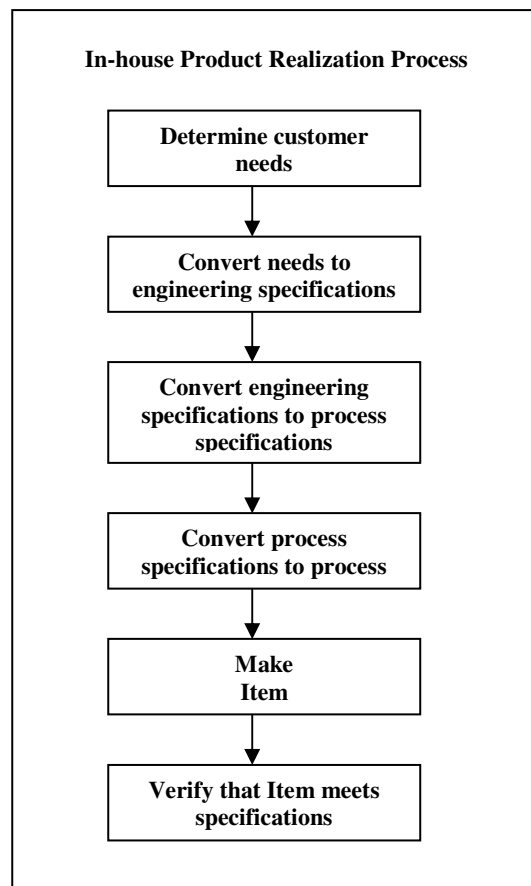 In-house Product Realization Process
Determine customer
needs
Convert needs to
engineering specifications
Convert engineering
specifications to process
specifications
Convert process
specifications to process
Make
Item
Verify that Item meets
specifications